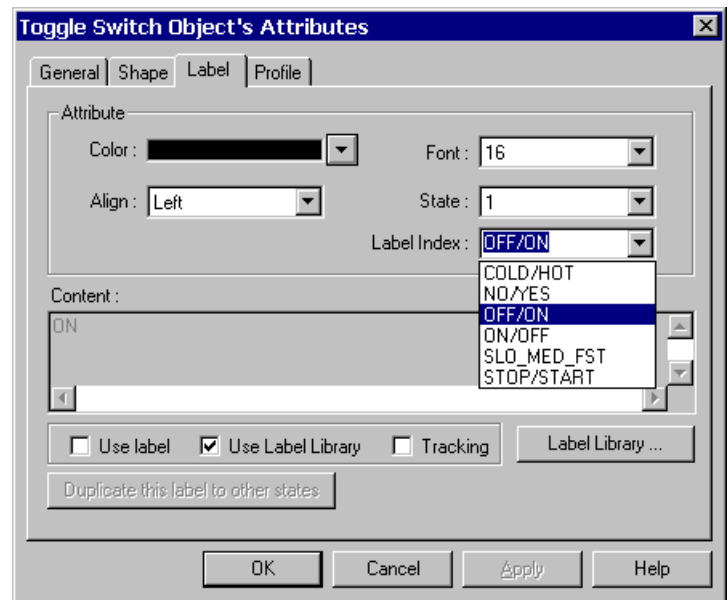 Toggle Switch Object's Attributes
General Shape Label Profile
Attribute
Color : Font : 16
Align : Left State : 1
Label Index : OFF/ON
COLD/HOT
NO/YES
OFF/ON
ON/OFF
SLO_MED_FST
STOP/START
Content :
ON
Use label Use Label Library Tracking Label Library ...
Duplicate this label to other states
OK Cancel Apply Help